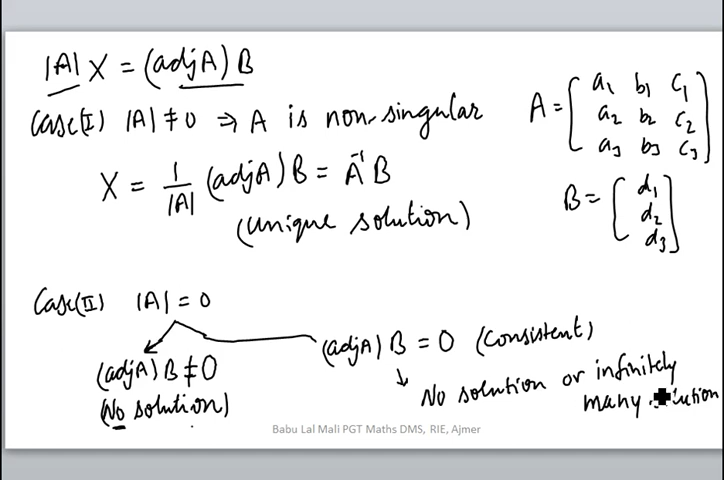 |A| X = (adjA) B
Case(I) |A| ≠ 0 ⇒ A is non-singular
X = 1/|A| (adjA) B = A⁻¹ B
(Unique solution)
A = [ a₁ b₁ c₁
a₂ b₂ c₂
a₃ b₃ c₃ ]
B = [ d₁
d₂
d₃ ]
Case(II) |A| = 0
(adjA) B ≠ 0
(No solution)
(adjA) B = 0 (Consistent)
No solution or infinitely
many solution
Babu Lal Mali PGT Maths DMS, RIE, Ajmer